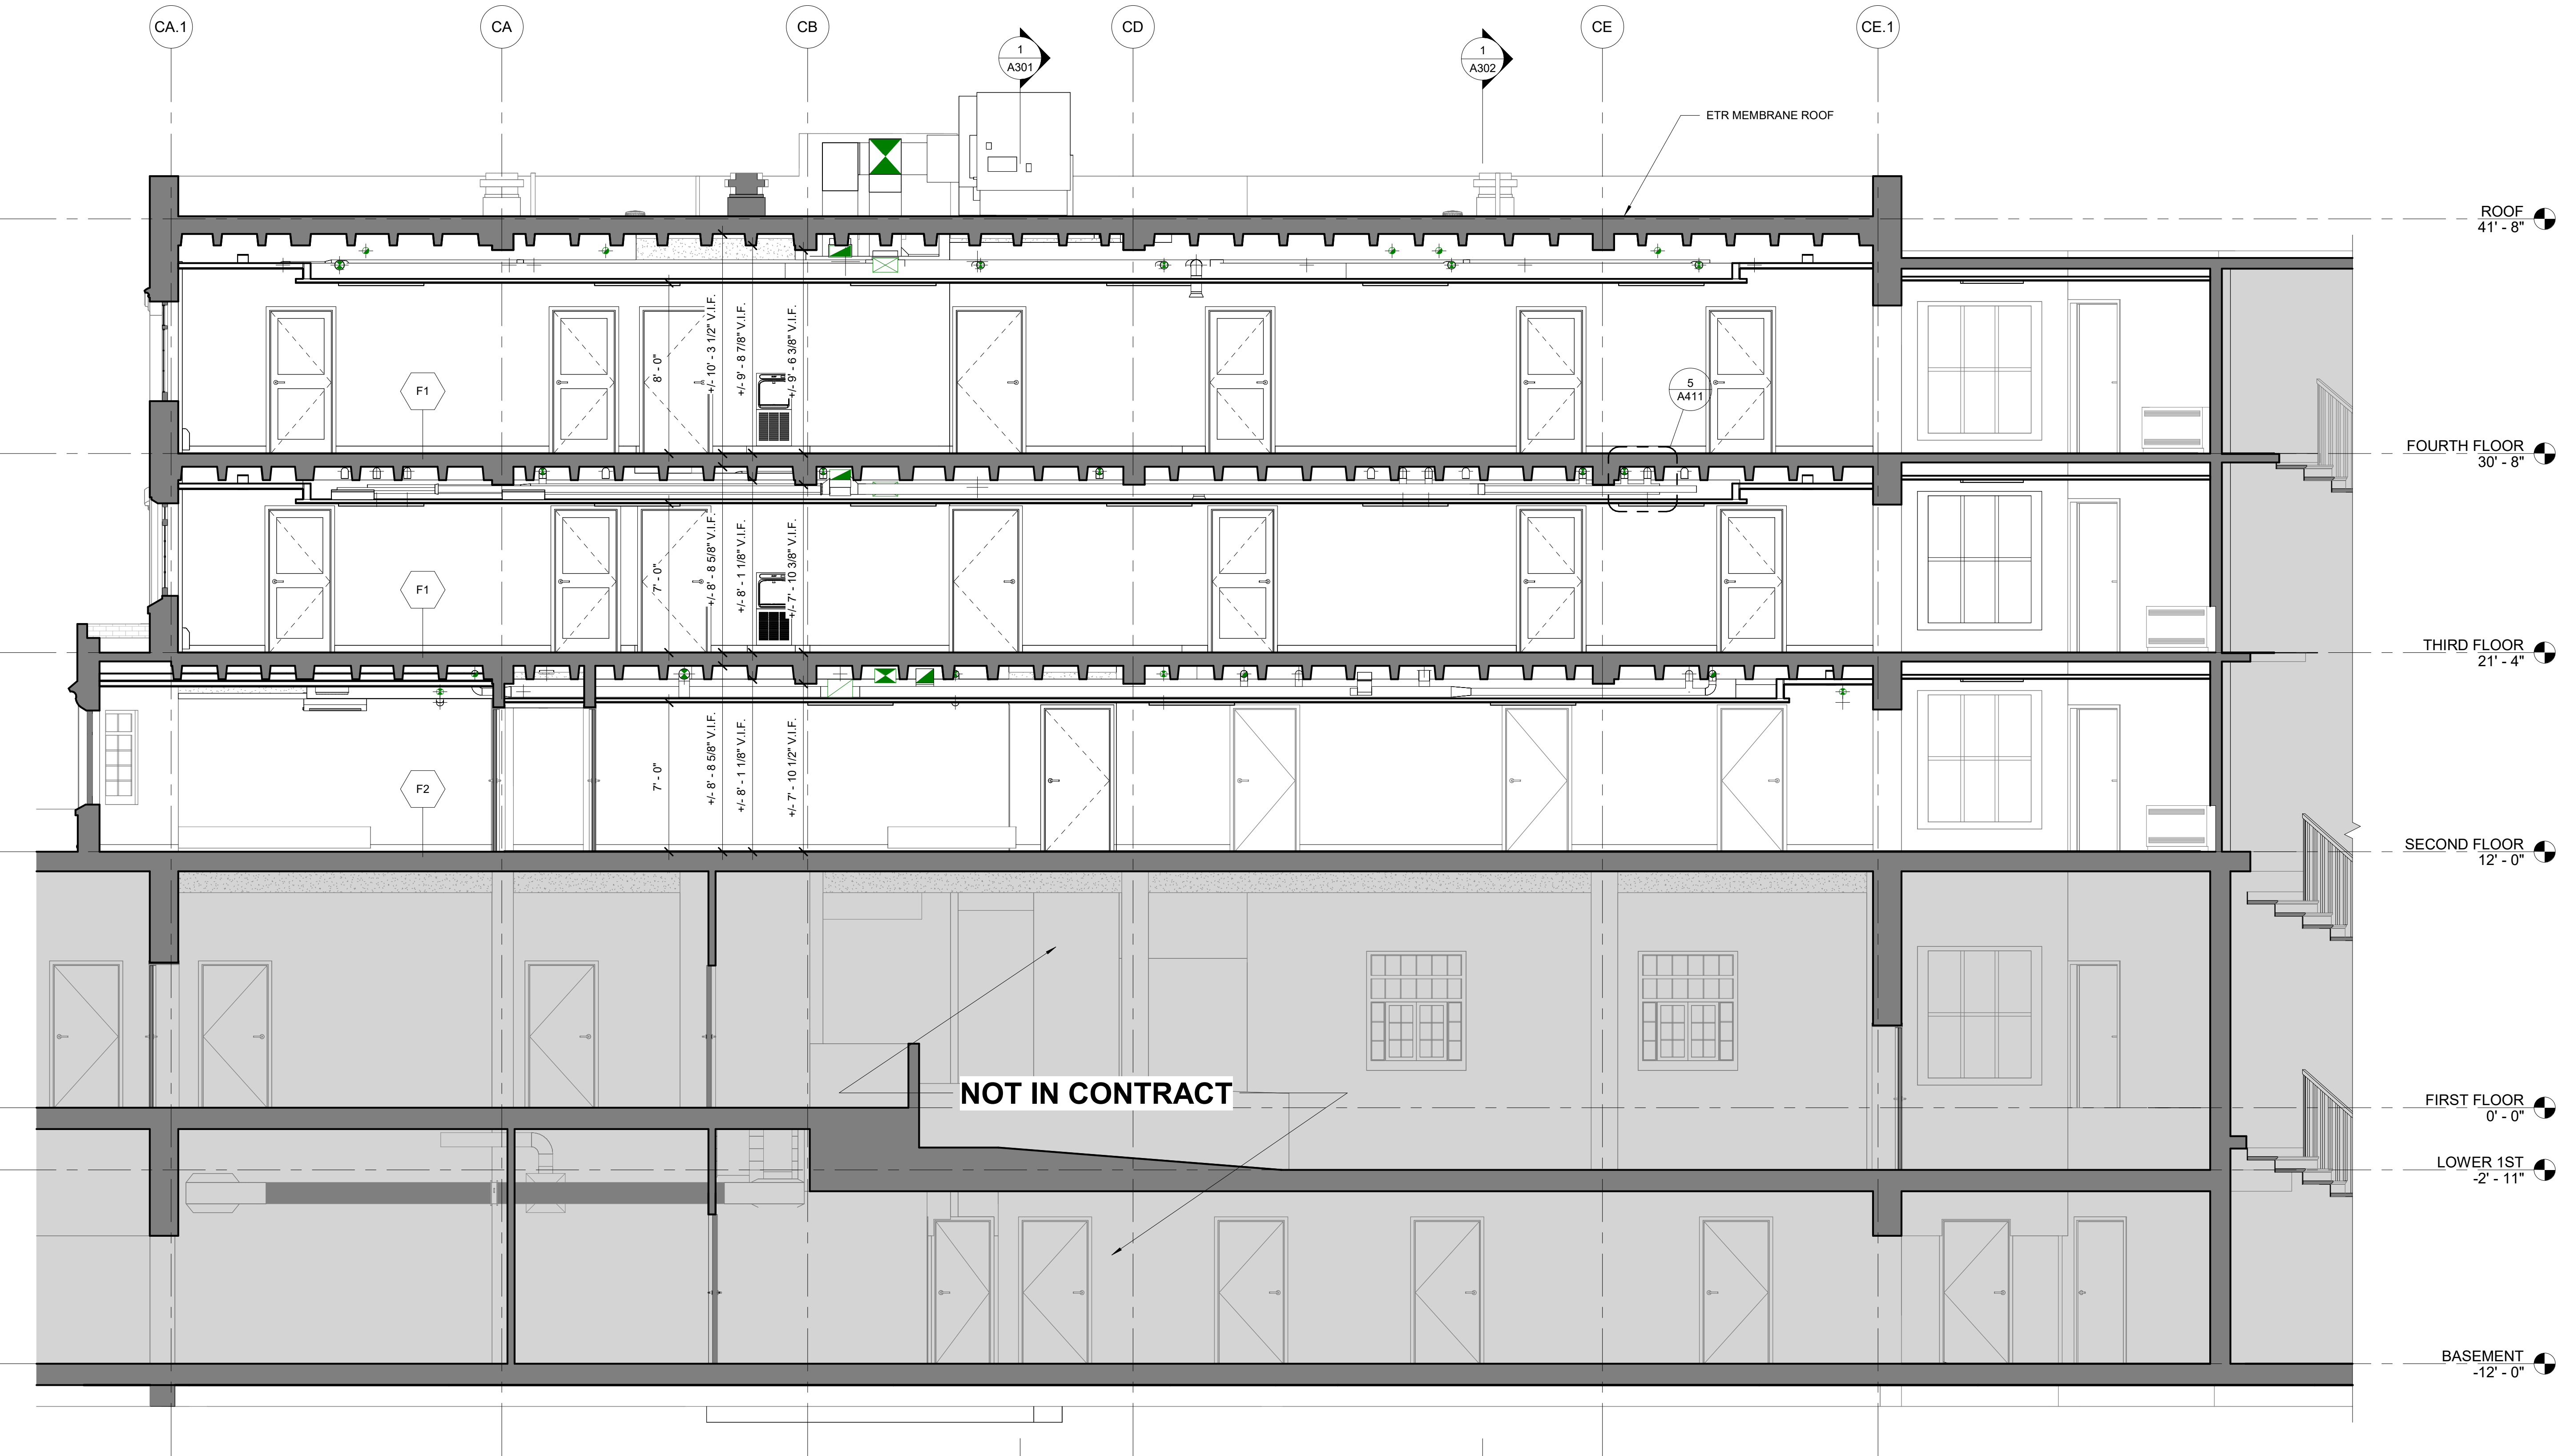 CA.1
CA
CB
CD
CE
CE.1
1
A301
1
A302
ETR MEMBRANE ROOF
ROOF
41' - 8"
8' - 0"
+/- 10' - 3 1/2" V.I.F.
+/- 9' - 8 7/8" V.I.F.
+/- 9' - 6 3/8" V.I.F.
F1
5
A411
FOURTH FLOOR
30' - 8"
7' - 0"
+/- 8' - 8 5/8" V.I.F.
+/- 8' - 1 1/8" V.I.F.
+/- 7' - 10 3/8" V.I.F.
F1
THIRD FLOOR
21' - 4"
7' - 0"
+/- 8' - 8 5/8" V.I.F.
+/- 8' - 1 1/8" V.I.F.
+/- 7' - 10 1/2" V.I.F.
F2
SECOND FLOOR
12' - 0"
NOT IN CONTRACT
FIRST FLOOR
0' - 0"
LOWER 1ST
-2' - 11"
BASEMENT
-12' - 0"